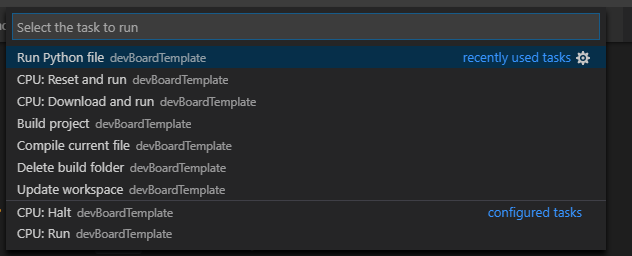 Select the task to run
Run Python file devBoardTemplate recently used tasks
CPU: Reset and run devBoardTemplate
CPU: Download and run devBoardTemplate
Build project devBoardTemplate
Compile current file devBoardTemplate
Delete build folder devBoardTemplate
Update workspace devBoardTemplate
CPU: Halt devBoardTemplate configured tasks
CPU: Run devBoardTemplate